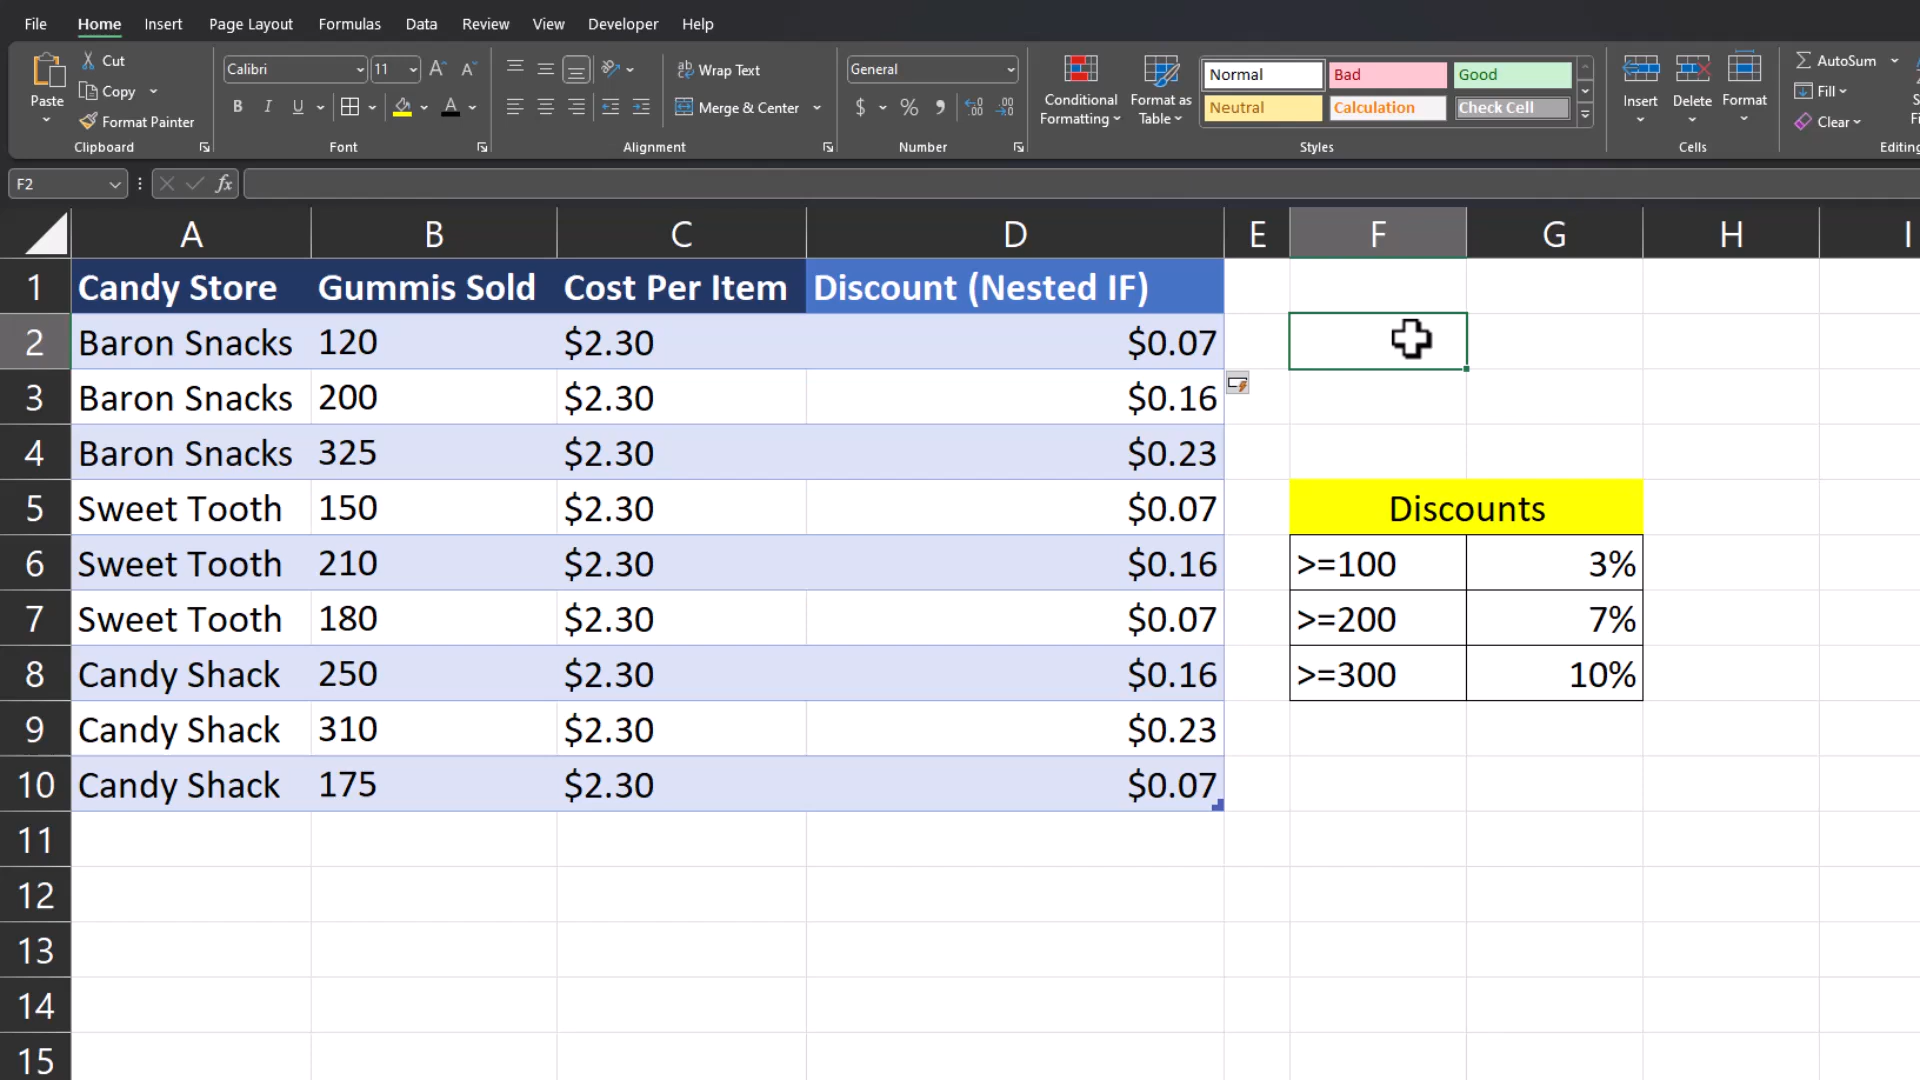 File Home Insert Page Layout Formulas Data Review View Developer Help
Paste Cut Copy Format Painter Clipboard
Calibri 11 B I U A Font
Wrap Text Merge & Center Alignment
General $ % Number
Conditional Formatting Format as Table
Normal Bad Good
Neutral Calculation Check Cell
Styles
Insert Delete Format Cells
AutoSum Fill Clear Editing
F2 fx
A B C D E F G H I
1 Candy Store Gummis Sold Cost Per Item Discount (Nested IF)
2 Baron Snacks 120 $2.30 $0.07
3 Baron Snacks 200 $2.30 $0.16
4 Baron Snacks 325 $2.30 $0.23
5 Sweet Tooth 150 $2.30 $0.07 Discounts
6 Sweet Tooth 210 $2.30 $0.16 >=100 3%
7 Sweet Tooth 180 $2.30 $0.07 >=200 7%
8 Candy Shack 250 $2.30 $0.16 >=300 10%
9 Candy Shack 310 $2.30 $0.23
10 Candy Shack 175 $2.30 $0.07
11
12
13
14
15